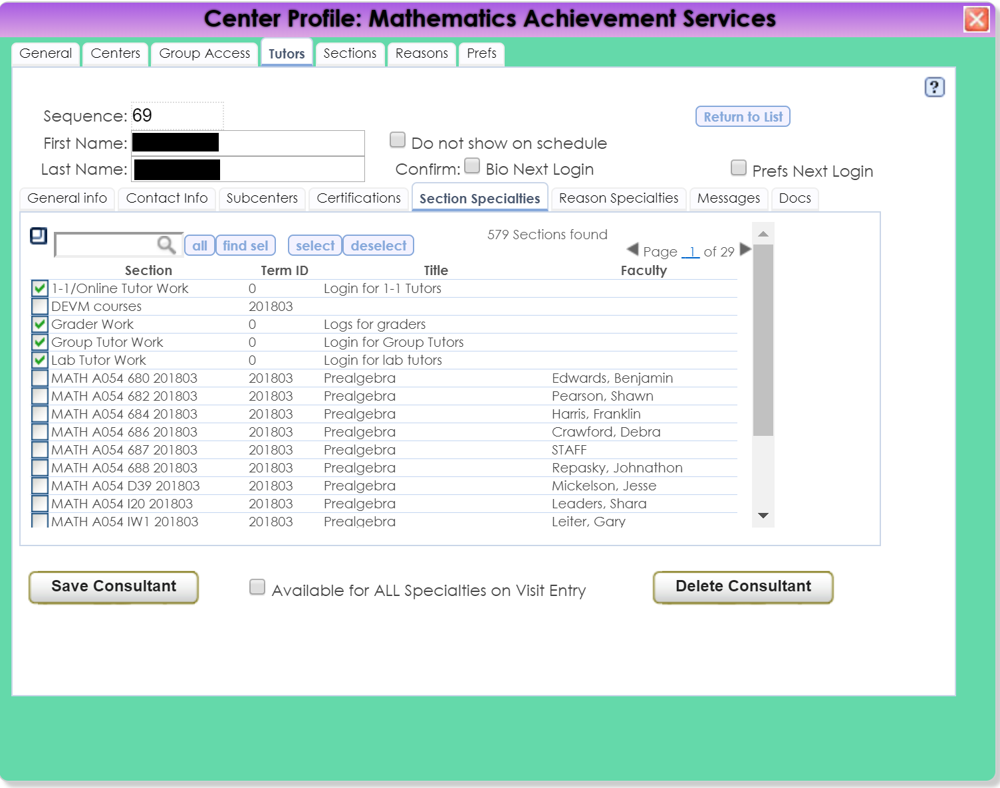 Center Profile: Mathematics Achievement Services
General Centers Group Access Tutors Sections Reasons Prefs
?
Sequence: 69 Return to List
First Name: Do not show on schedule
Last Name: Confirm: Bio Next Login Prefs Next Login
General info Contact Info Subcenters Certifications Section Specialties Reason Specialties Messages Docs
579 Sections found
all find sel select deselect Page 1 of 29
Section Term ID Title Faculty
1-1/Online Tutor Work 0 Login for 1-1 Tutors
DEVM courses 201803
Grader Work 0 Logs for graders
Group Tutor Work 0 Login for Group Tutors
Lab Tutor Work 0 Login for lab tutors
MATH A054 680 201803 201803 Prealgebra Edwards, Benjamin
MATH A054 682 201803 201803 Prealgebra Pearson, Shawn
MATH A054 684 201803 201803 Prealgebra Harris, Franklin
MATH A054 686 201803 201803 Prealgebra Crawford, Debra
MATH A054 687 201803 201803 Prealgebra STAFF
MATH A054 688 201803 201803 Prealgebra Repasky, Johnathon
MATH A054 D39 201803 201803 Prealgebra Mickelson, Jesse
MATH A054 I20 201803 201803 Prealgebra Leaders, Shara
MATH A054 IW1 201803 201803 Prealgebra Leiter, Gary
Save Consultant Available for ALL Specialties on Visit Entry Delete Consultant